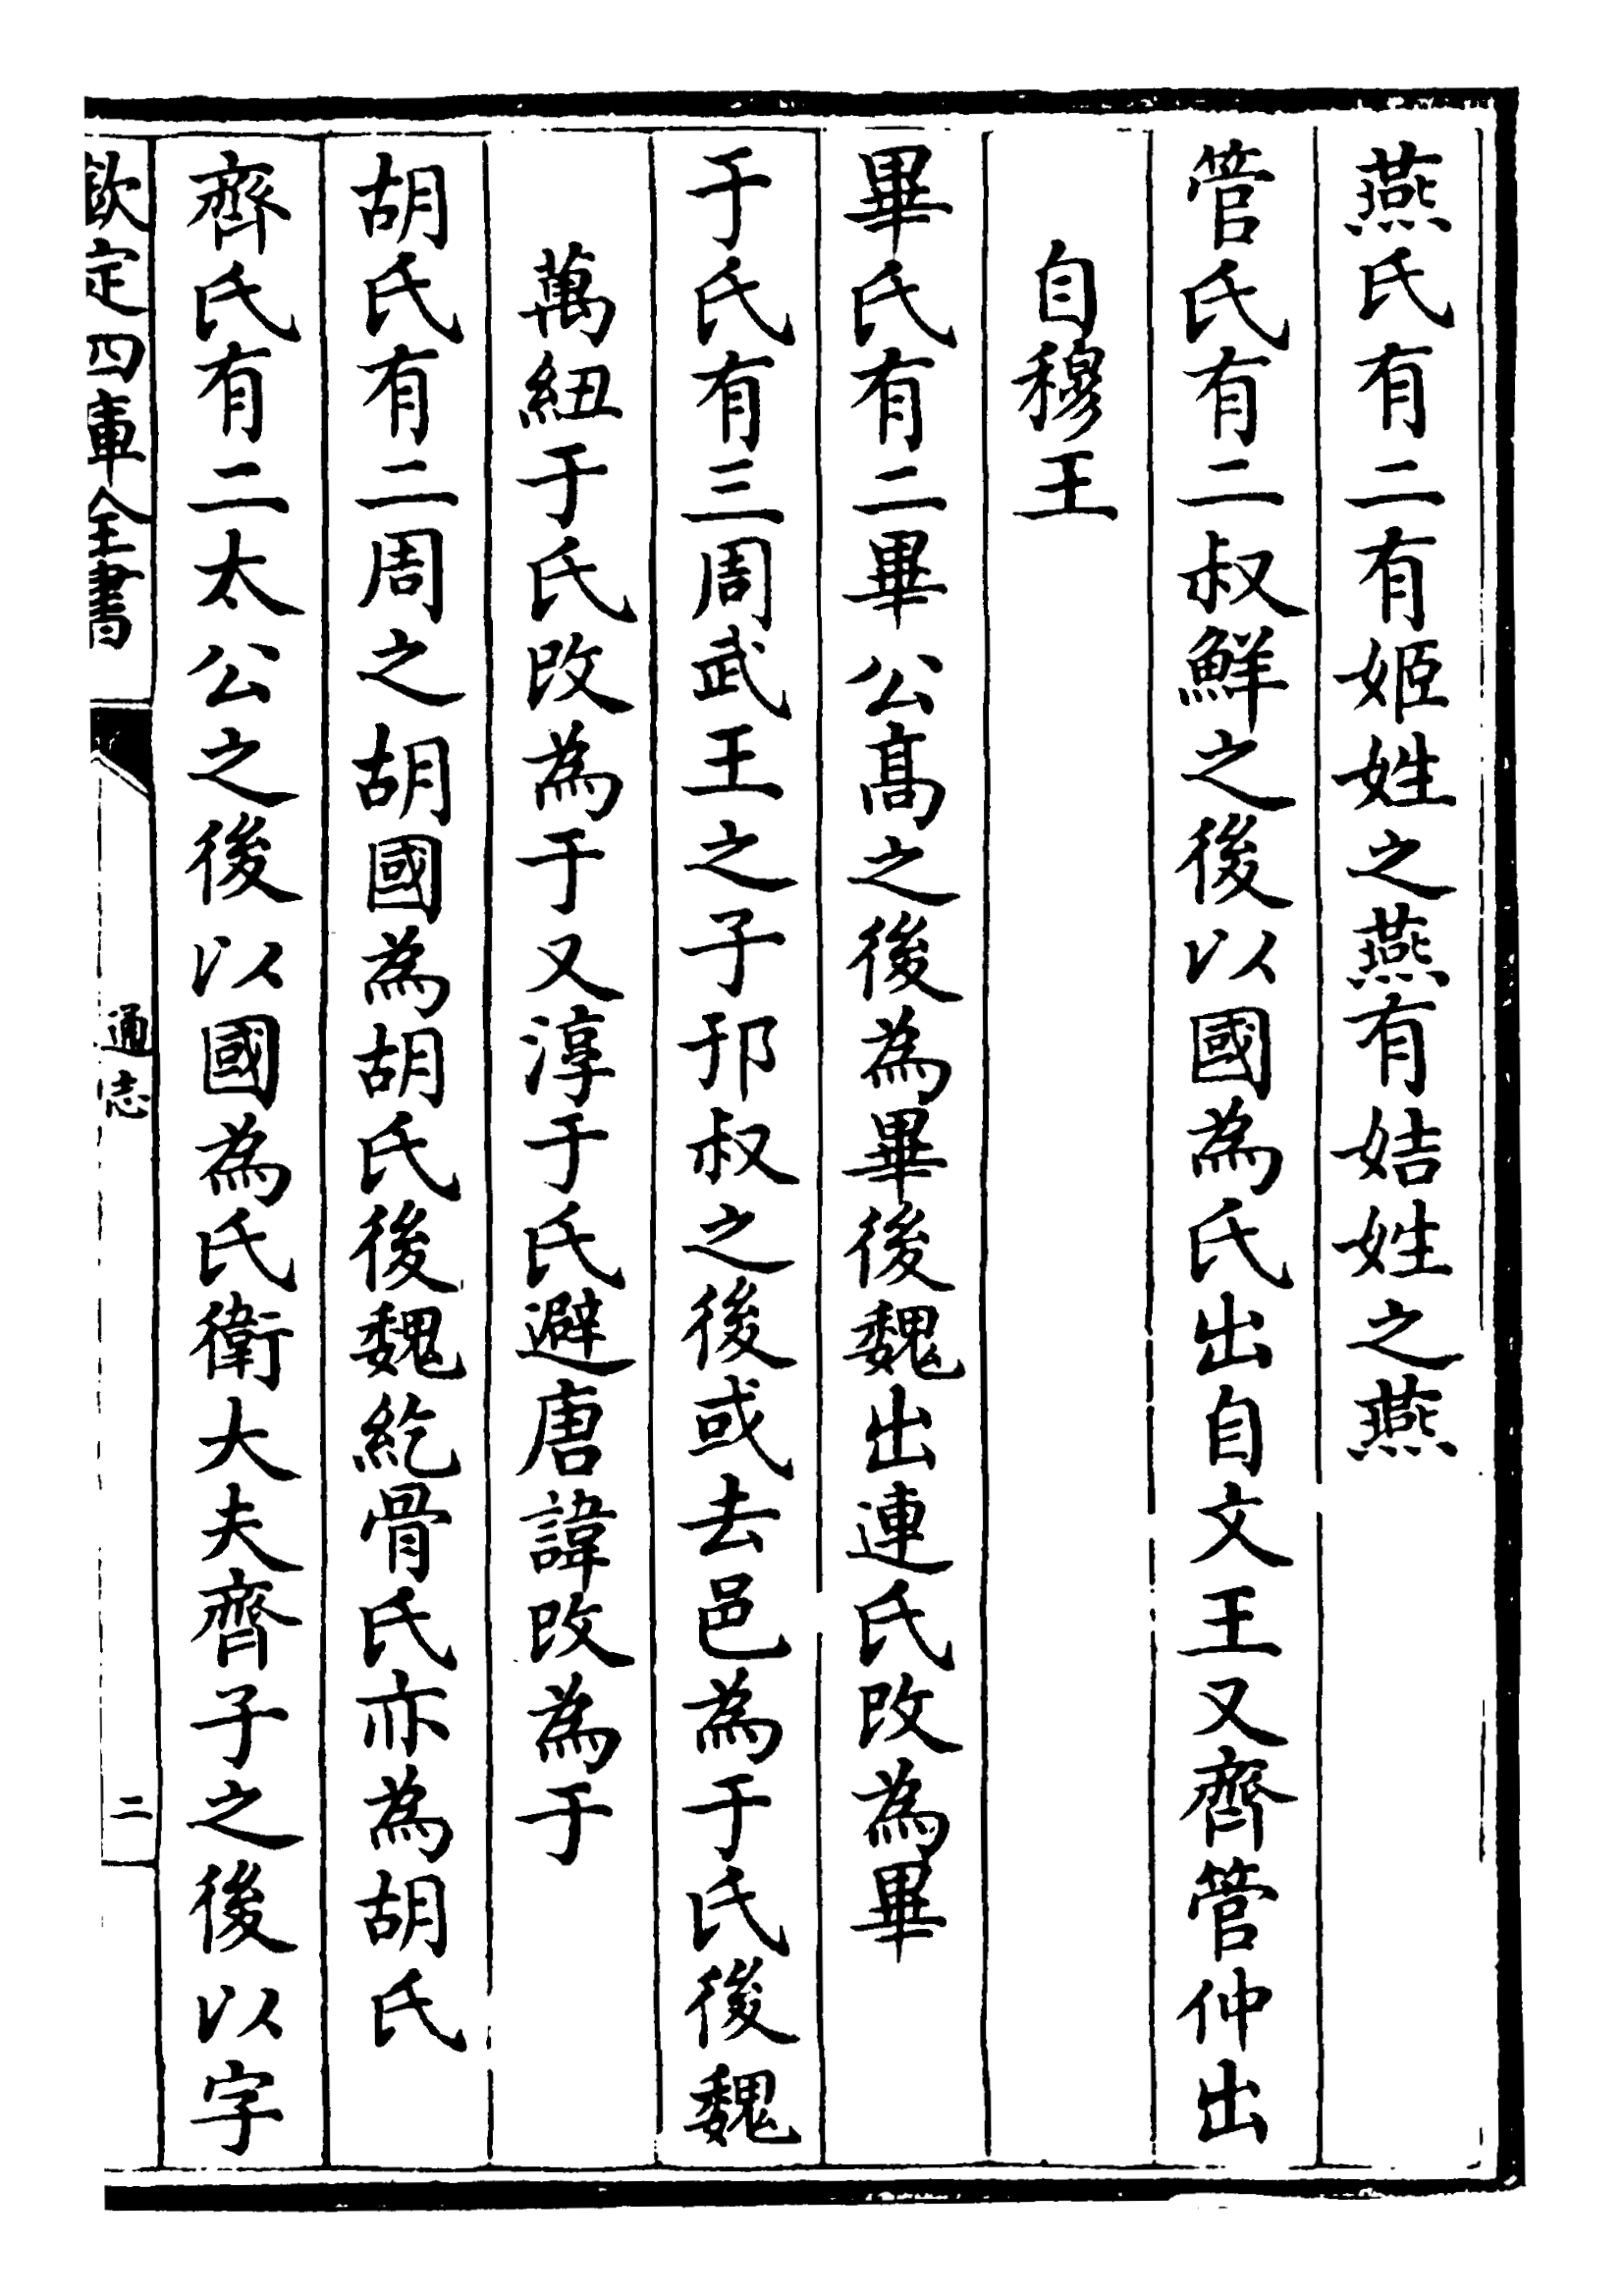 燕氏有二有姬姓之燕有姞姓之燕
管氏有二叔鮮之後以國為氏出自文王又齊管仲出
自穆王
畢氏有二畢公髙之後為畢後魏出連氏改為畢
于氏有三周武王之子邘叔之後或去邑為于氏後魏
萬紐于氏改為于又淳于氏避唐諱改為于
胡氏有二周之胡國為胡氏後魏紇骨氏亦為胡氏
齊氏有二太公之後以國為氏衛大夫齊子之後以字
欽定四庫全書
通志
二